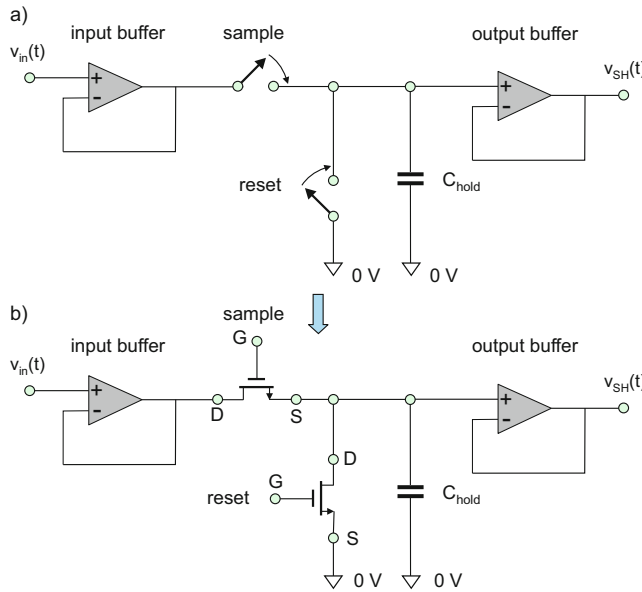 a)
input buffer
sample
output buffer
v_in(t)
+
-
+
-
v_SH(t)
reset
C_hold
0 V
0 V
b)
sample
input buffer
G
output buffer
v_in(t)
+
-
D
S
+
-
v_SH(t)
D
reset
G
C_hold
S
0 V
0 V